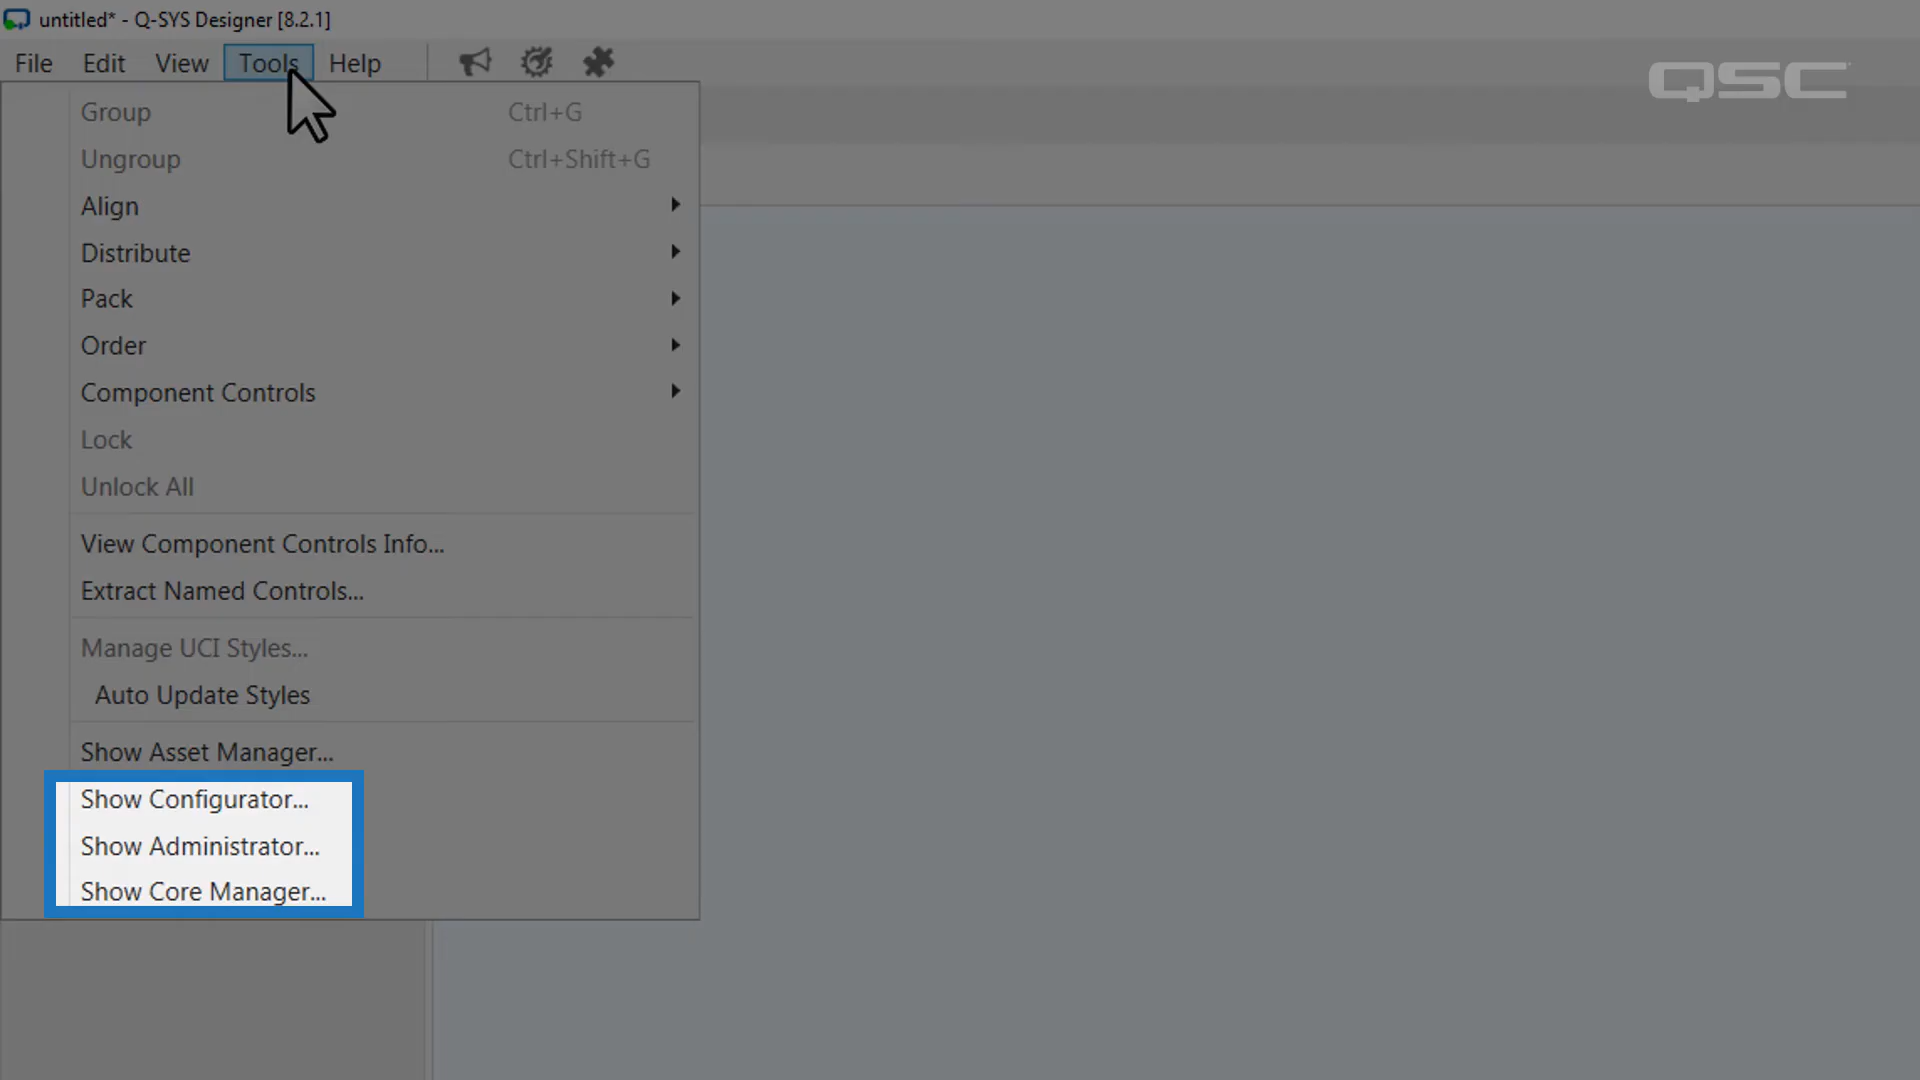 untitled* - Q-SYS Designer [8.2.1]
File Edit View Tools Help
QSC
Group Ctrl+G
Ungroup Ctrl+Shift+G
Align
Distribute
Pack
Order
Component Controls
Lock
Unlock All
View Component Controls Info...
Extract Named Controls...
Manage UCI Styles...
Auto Update Styles
Show Asset Manager...
Show Configurator...
Show Administrator...
Show Core Manager...